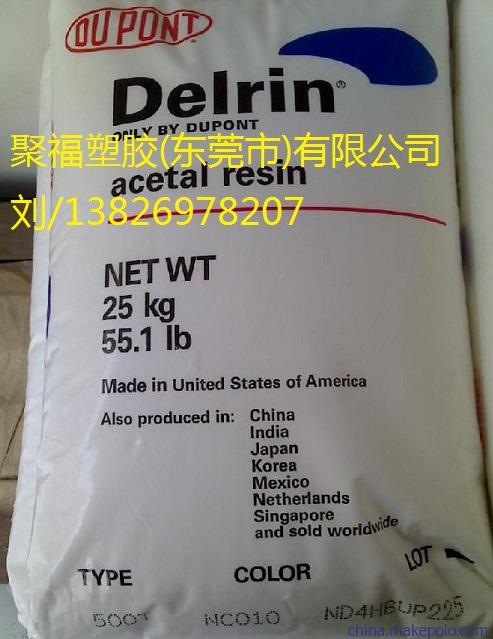 DUPONT
Delrin®
ONLY BY DUPONT
聚福塑胶(东莞市)有限公司
acetal resin
刘/13826978207
NET WT
25 kg
55.1 lb
Made in United States of America
Also produced in: China
India
Japan
Korea
Mexico
Netherlands
Singapore
and sold worldwide
TYPE COLOR LOT
500T NC010 ND4HBUP225
china.makepolo.com